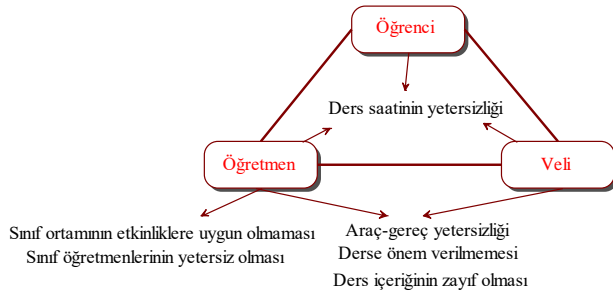 Öğrenci
Ders saatinin yetersizliği
Öğretmen
Veli
Sınıf ortamının etkinliklere uygun olmaması
Sınıf öğretmenlerinin yetersiz olması
Araç-gereç yetersizliği
Derse önem verilmemesi
Ders içeriğinin zayıf olması